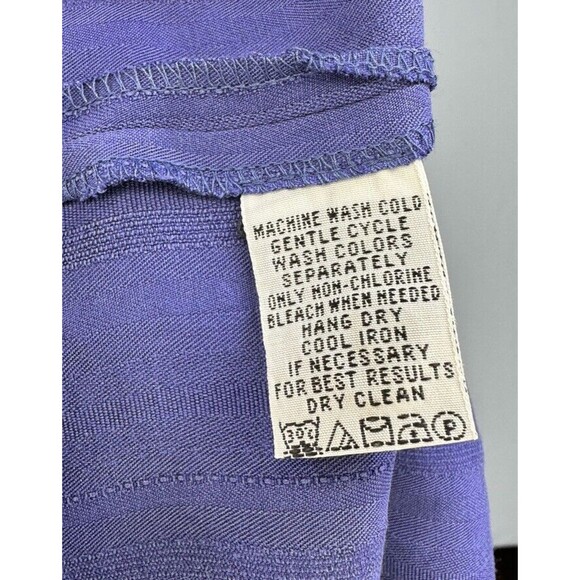 MACHINE WASH COLD
GENTLE CYCLE
WASH COLORS
SEPARATELY
ONLY NON-CHLORINE
BLEACH WHEN NEEDED
HANG DRY
COOL IRON
IF NECESSARY
FOR BEST RESULTS
DRY CLEAN
30C P